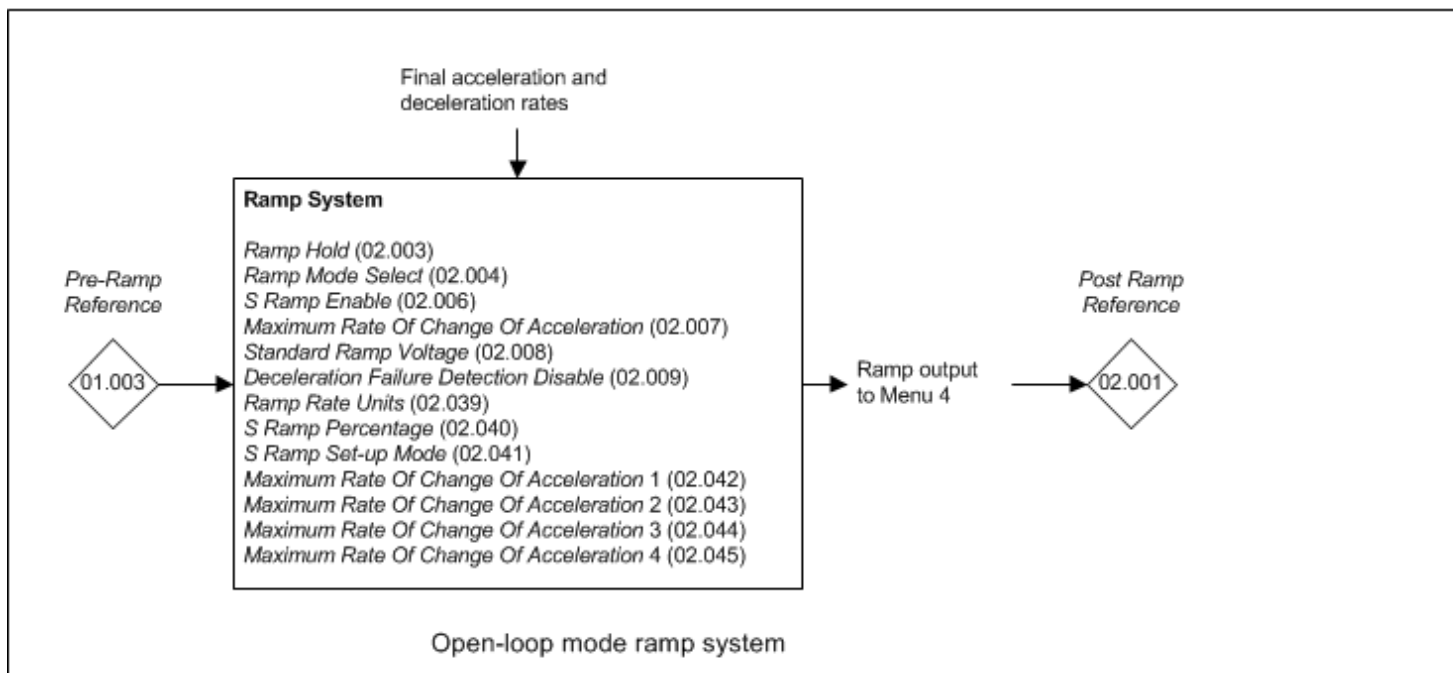 Final acceleration and
deceleration rates
Ramp System
Ramp Hold (02.003)
Ramp Mode Select (02.004)
S Ramp Enable (02.006)
Maximum Rate Of Change Of Acceleration (02.007)
Standard Ramp Voltage (02.008)
Deceleration Failure Detection Disable (02.009)
Ramp Rate Units (02.039)
S Ramp Percentage (02.040)
S Ramp Set-up Mode (02.041)
Maximum Rate Of Change Of Acceleration 1 (02.042)
Maximum Rate Of Change Of Acceleration 2 (02.043)
Maximum Rate Of Change Of Acceleration 3 (02.044)
Maximum Rate Of Change Of Acceleration 4 (02.045)
Pre-Ramp
Reference
01.003
Ramp output
to Menu 4
Post Ramp
Reference
02.001
Open-loop mode ramp system